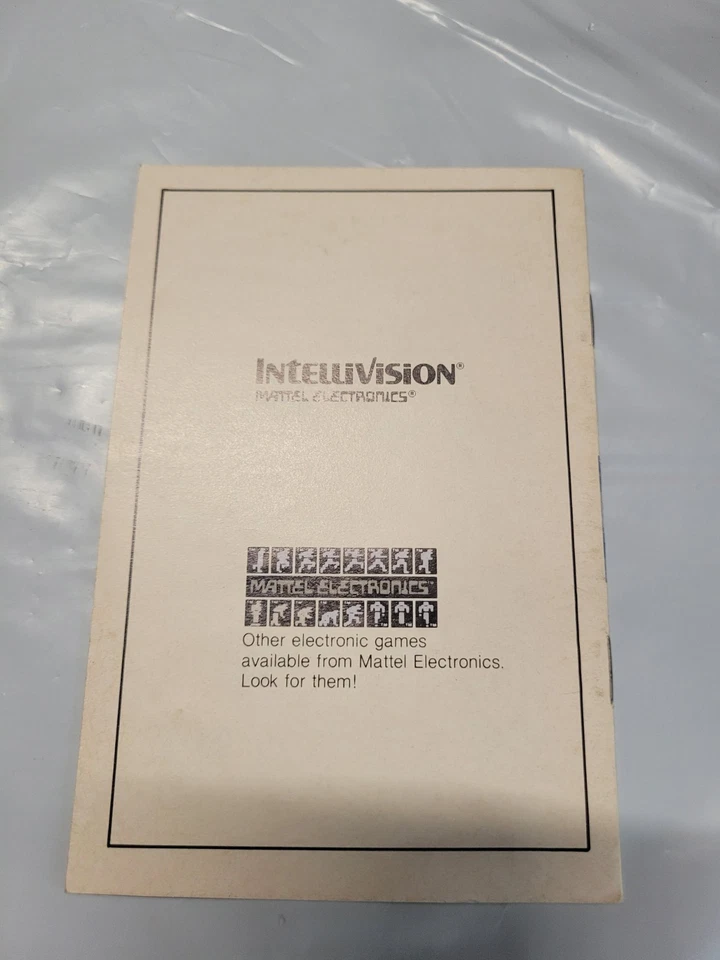 INTELLIVISION®
MATTEL ELECTRONICS®
MATTEL ELECTRONICS
Other electronic games
available from Mattel Electronics.
Look for them!